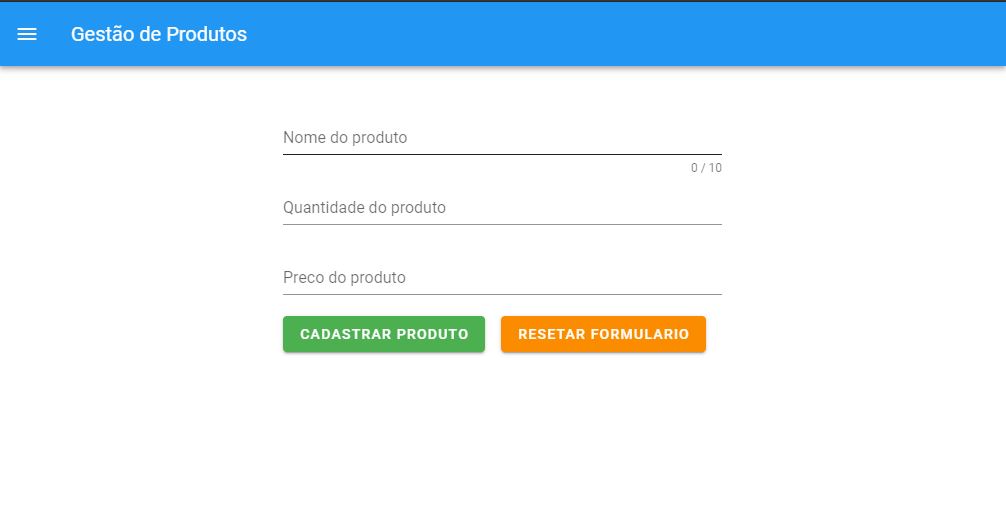 Gestão de Produtos
Nome do produto
0 / 10
Quantidade do produto
Preco do produto
CADASTRAR PRODUTO RESETAR FORMULARIO